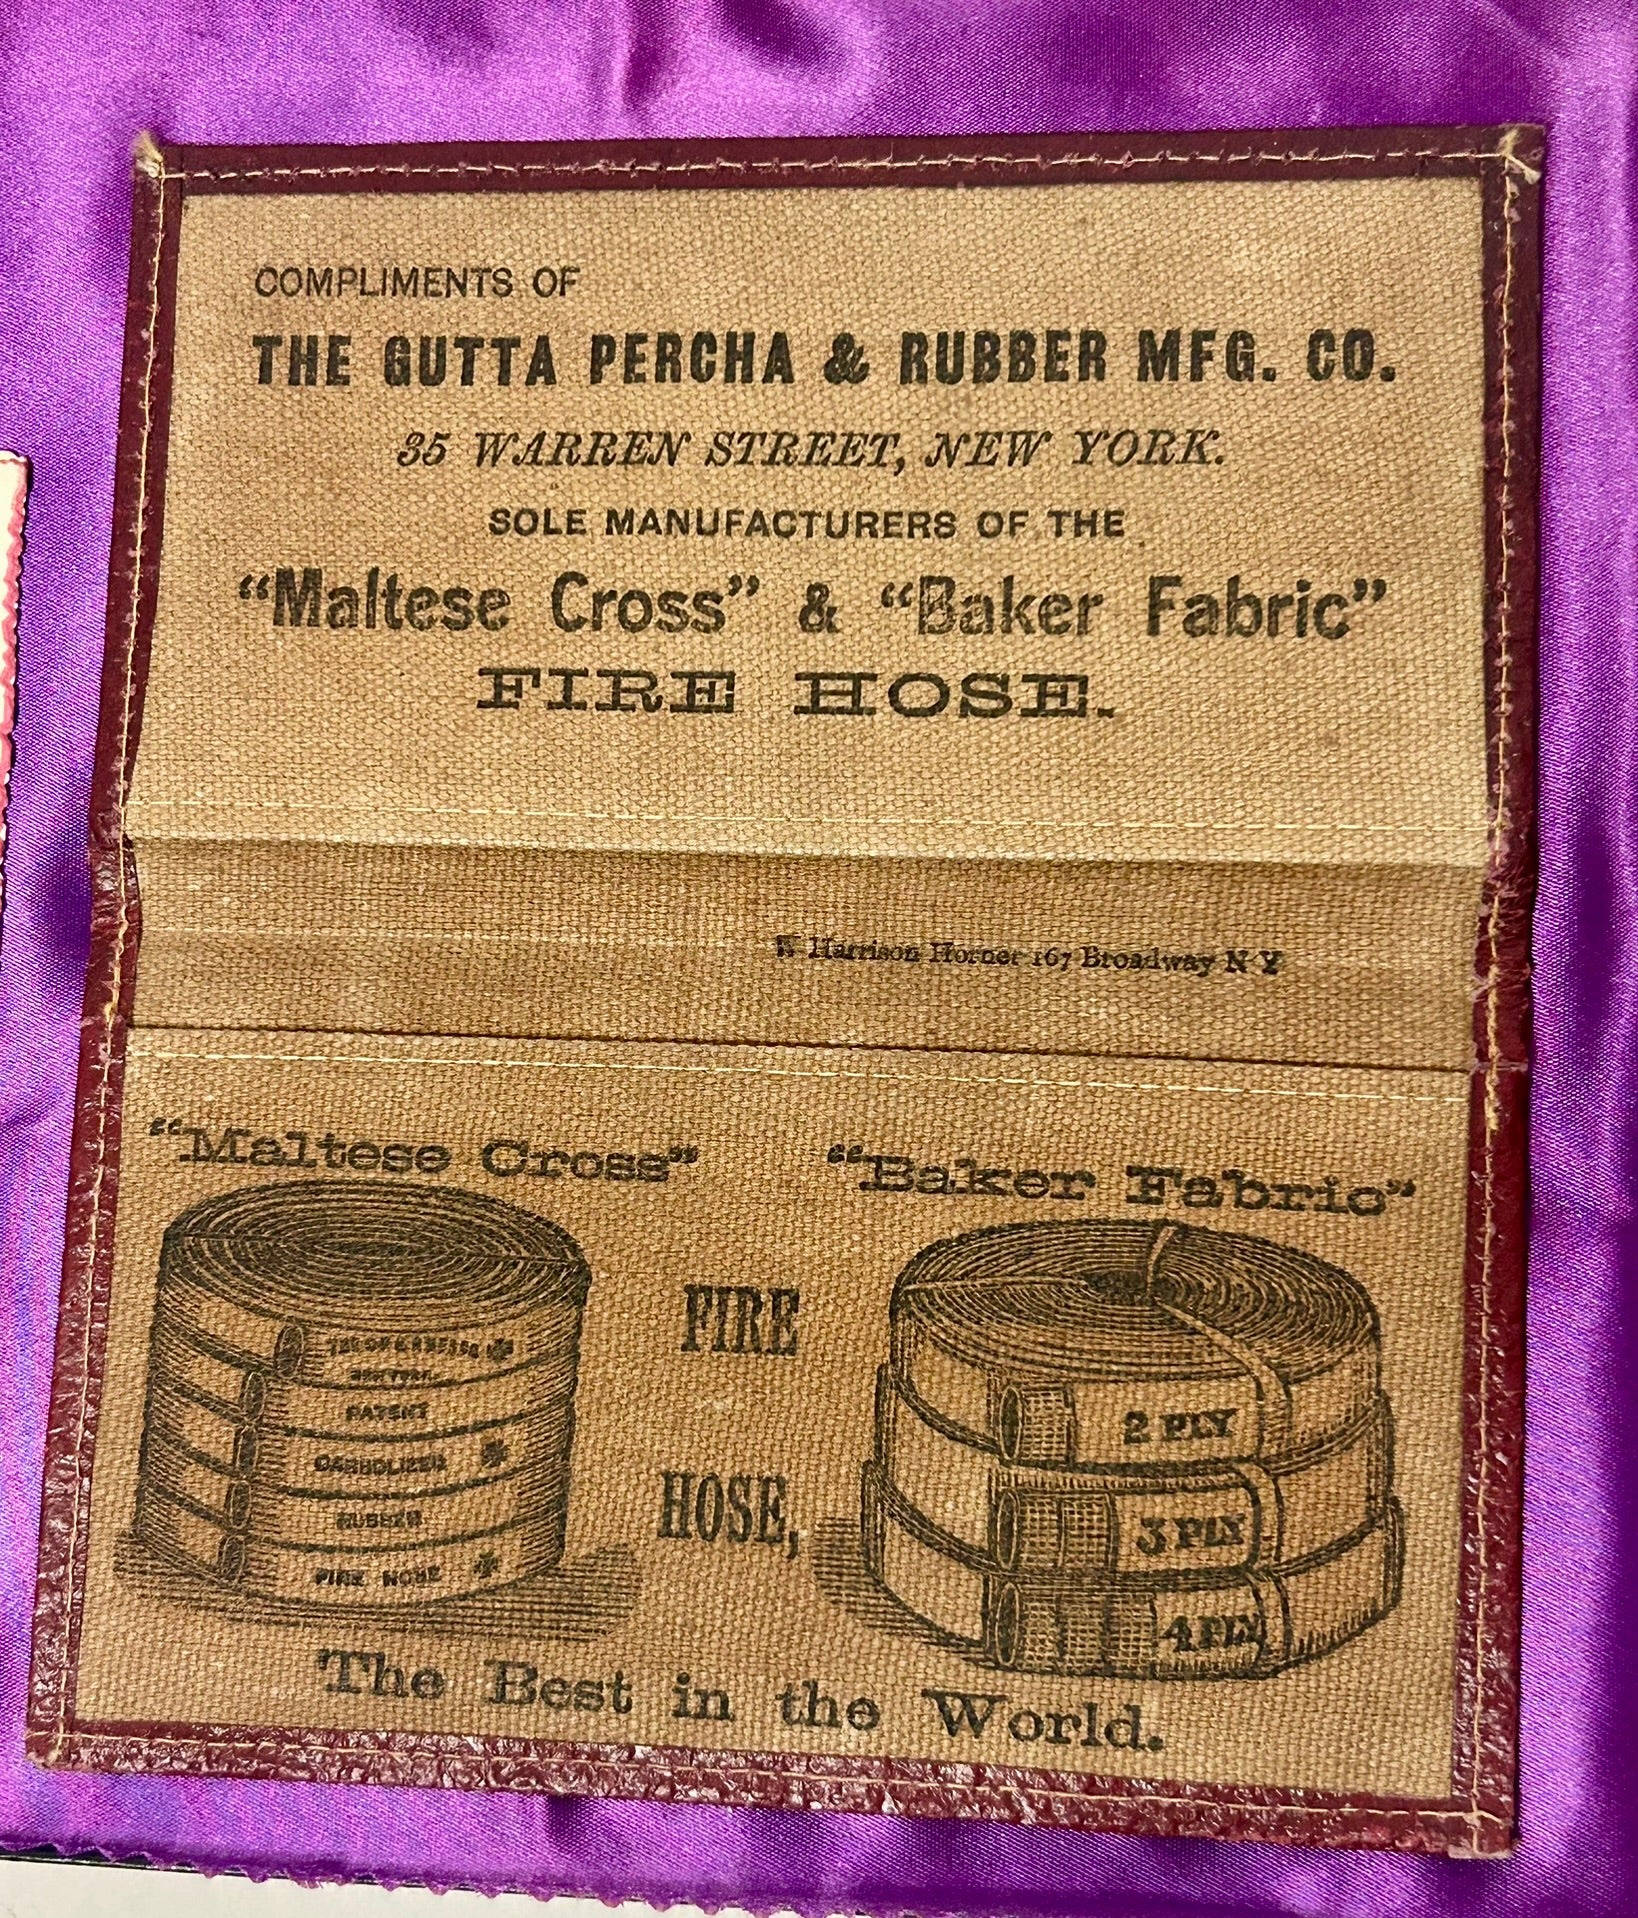 COMPLIMENTS OF
THE GUTTA PERCHA & RUBBER MFG. CO.
35 WARREN STREET, NEW YORK.
SOLE MANUFACTURERS OF THE
“Maltese Cross” & “Baker Fabric”
FIRE HOSE.
W Harrison Horner 167 Broadway N Y
“Maltese Cross” “Baker Fabric”
FIRE
HOSE,
NEW YORK.
PATENT
CARBOLIZED
RUBBER
FIRE HOSE
2 PLY
3 PLY
4 PLY
The Best in the World.